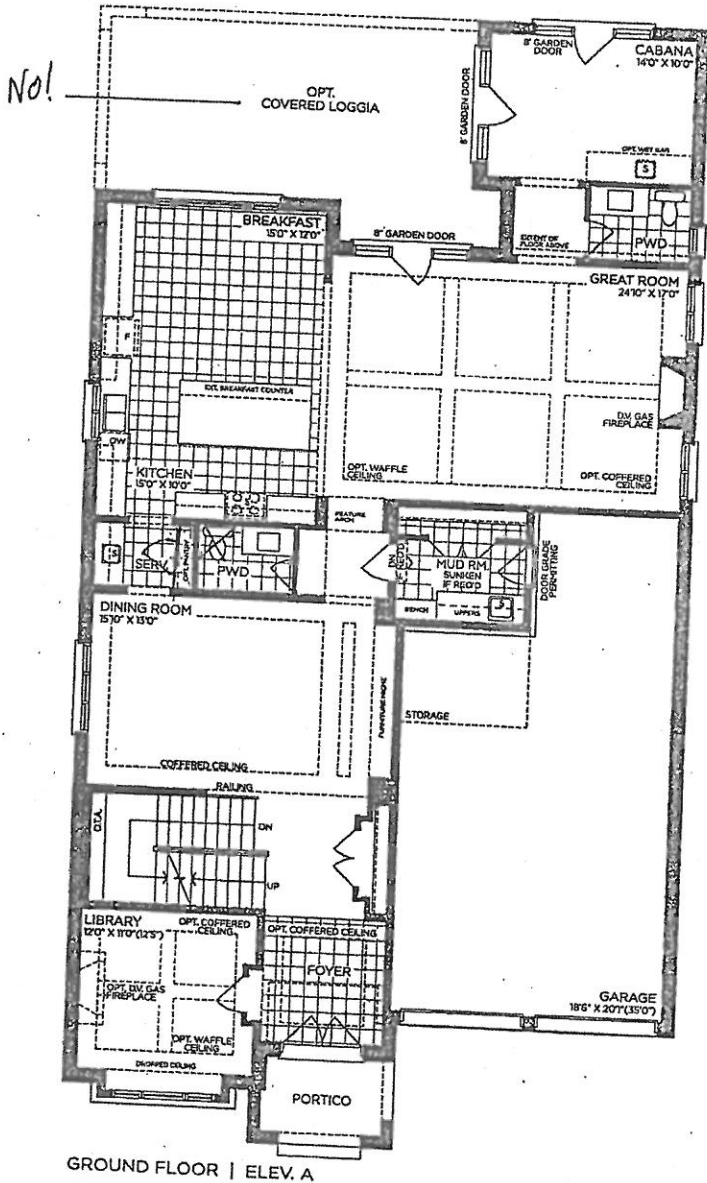 No!
OPT.
COVERED LOGGIA
8' GARDEN
DOOR
CABANA
14'0" X 10'0"
8' GARDEN DOOR
OPT. WET BAR
S
BREAKFAST
15'0" X 12'0"
8' GARDEN DOOR
EXTENT OF
FLOOR ABOVE
PWD
GREAT ROOM
24'10" X 17'0"
F
EXT. BREAKFAST COUNTER
D.V. GAS
FIREPLACE
DW
KITCHEN
15'0" X 10'0"
OPT. WAFFLE
CEILING
OPT. COFFERED
CEILING
S
FEATURE
ARCH
S
SERV.
OPT. PANTRY
PWD
DN
IF REQ'D
MUD RM.
SUNKEN
IF REQ'D
DOOR GRADE
PERMITTING
BENCH
UPPERS
S
DINING ROOM
15'10" X 13'0"
FURNITURE NICHE
STORAGE
COFFERED CEILING
RAILING
O.T.A.
DN
UP
LIBRARY
12'0" X 11'0"(12'5")
OPT. COFFERED
CEILING
OPT. COFFERED CEILING
FOYER
OPT. D.V. GAS
FIREPLACE
OPT. WAFFLE
CEILING
GARAGE
18'6" X 20'1"(35'0")
DROPPED CEILING
PORTICO
GROUND FLOOR | ELEV. A